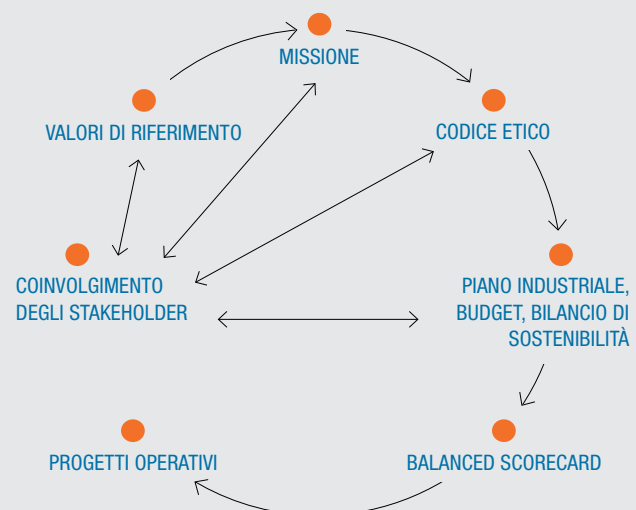 MISSIONE
VALORI DI RIFERIMENTO
CODICE ETICO
COINVOLGIMENTO
DEGLI STAKEHOLDER
PIANO INDUSTRIALE,
BUDGET, BILANCIO DI
SOSTENIBILITÀ
PROGETTI OPERATIVI
BALANCED SCORECARD